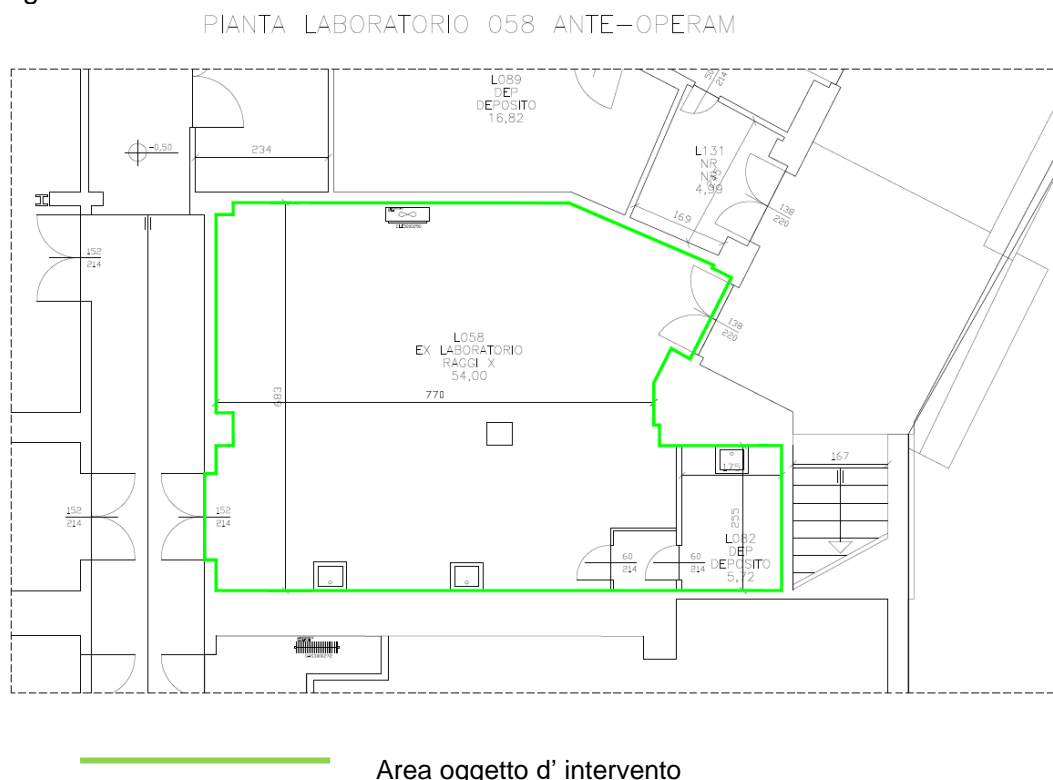 PIANTA LABORATORIO 058 ANTE-OPERAM
L089
DEP
DEPOSITO
16,82
50
214
-0,50
234
L131
NR
4,99
169
138
220
152
214
138
220
L058
EX LABORATORIO
RAGGI X
54,00
683
770
167
175
255
152
214
152
214
60
214
60
214
L082
DEP
DEPOSITO
5,72
Area oggetto d' intervento